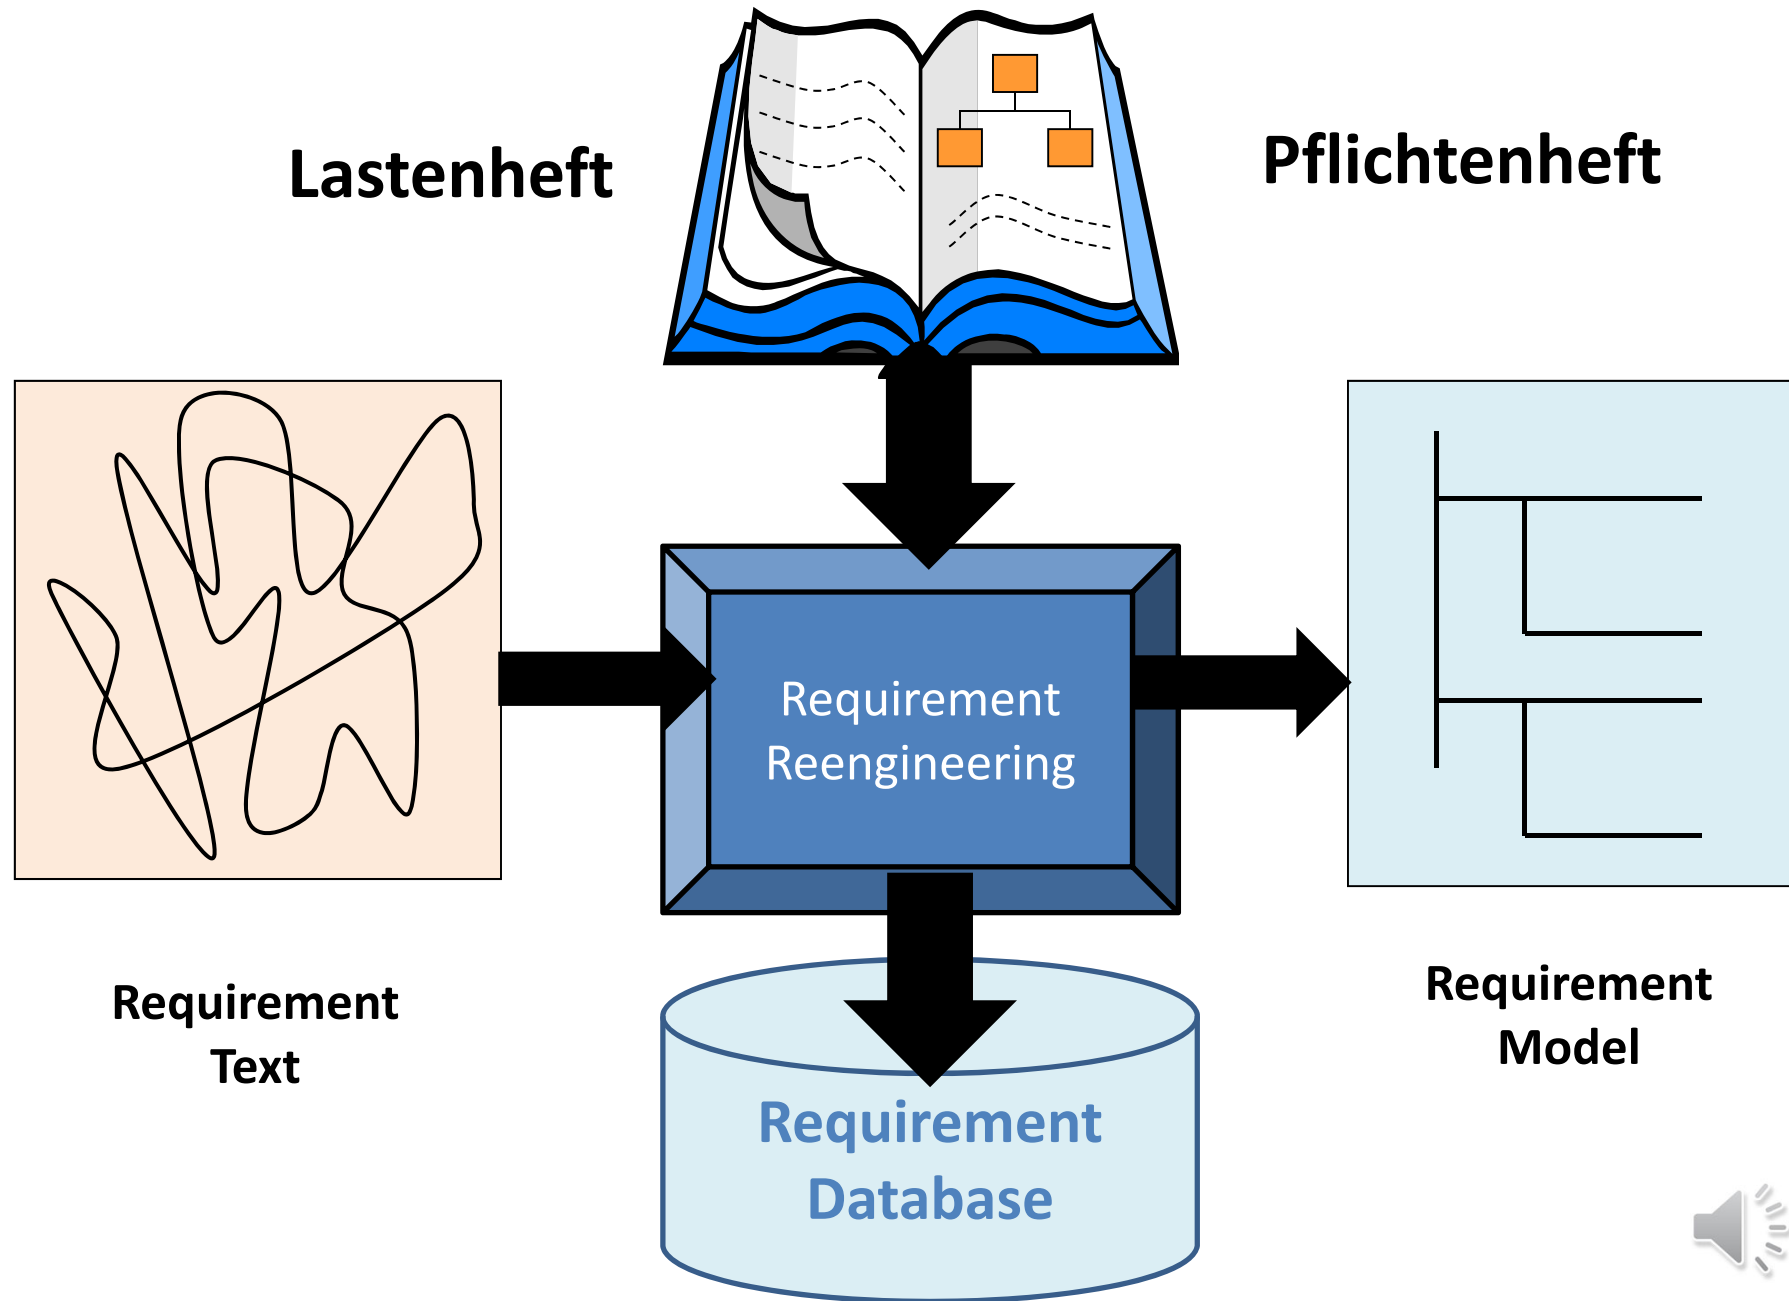 Lastenheft
Pflichtenheft
Requirement
Reengineering
Requirement
Text
Requirement
Model
Requirement
Database